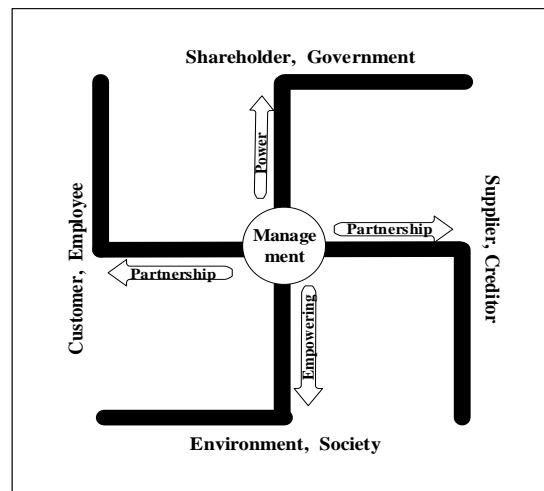 Shareholder, Government
Power
Customer, Employee
Manage
ment
Partnership
Partnership
Supplier, Creditor
Empowering
Environment, Society